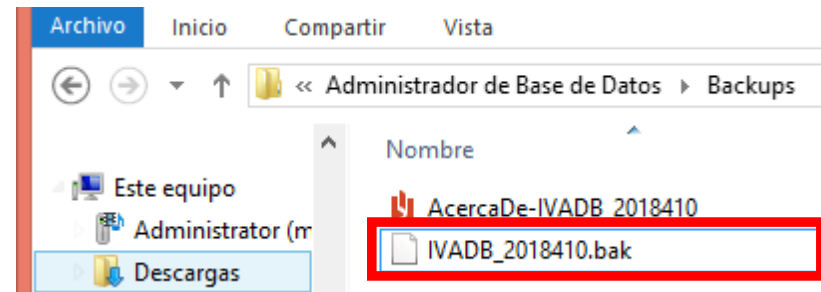 Archivo Inicio Compartir Vista
« Administrador de Base de Datos Backups
Nombre
Este equipo
AcercaDe-IVADB_2018410
Administrator (m
IVADB_2018410.bak
Descargas